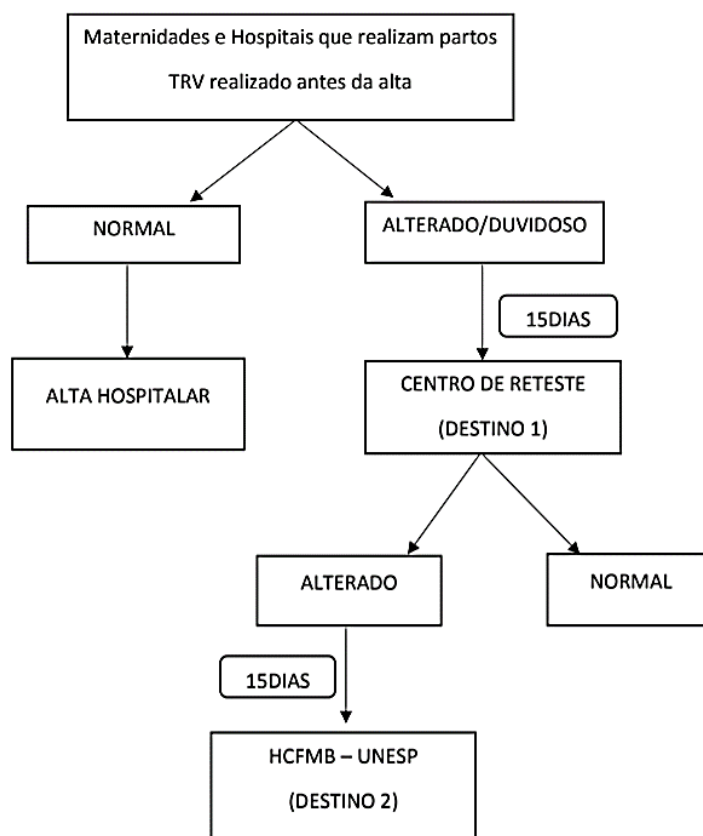 Maternidades e Hospitais que realizam partos
TRV realizado antes da alta
NORMAL
ALTERADO/DUVIDOSO
15DIAS
ALTA HOSPITALAR
CENTRO DE RETESTE
(DESTINO 1)
ALTERADO
NORMAL
15DIAS
HCFMB – UNESP
(DESTINO 2)